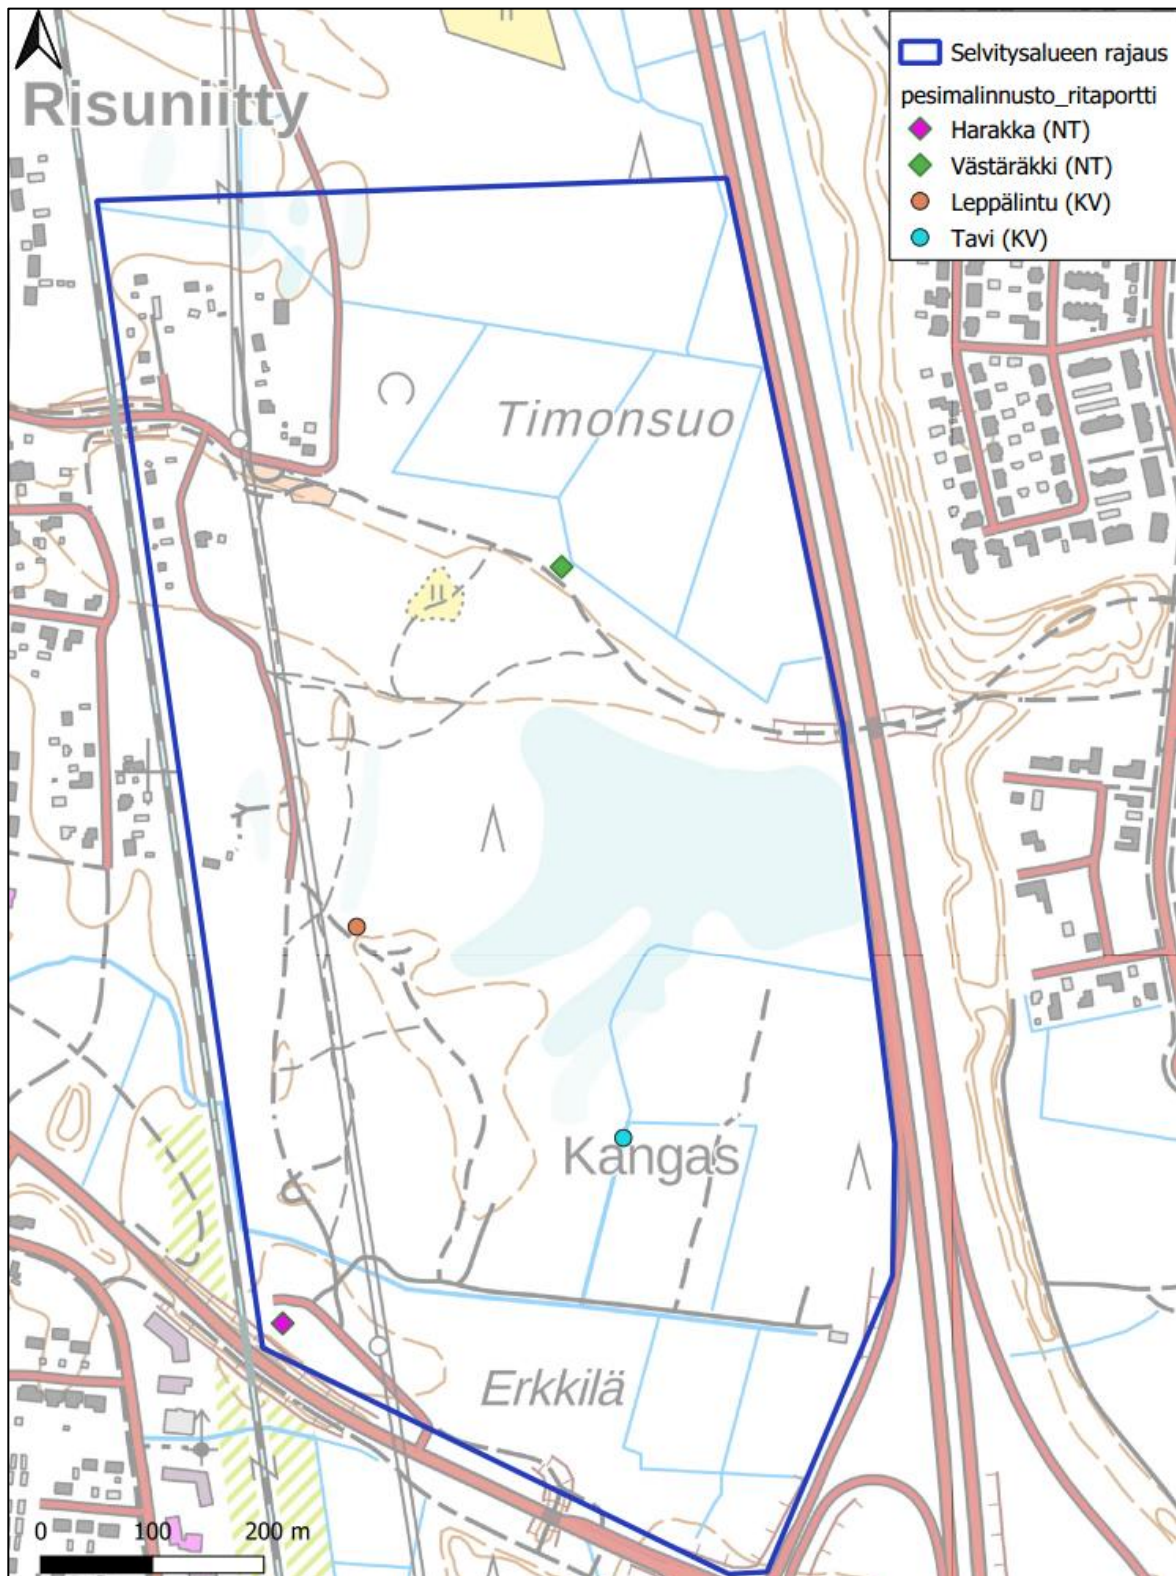 Risuniitty
Selvitysalueen rajaus
pesimalinnusto_ritaportti
Harakka (NT)
Västäräkki (NT)
Leppälintu (KV)
Tavi (KV)
Timonsuo
Kangas
Erkkilä
0 100 200 m